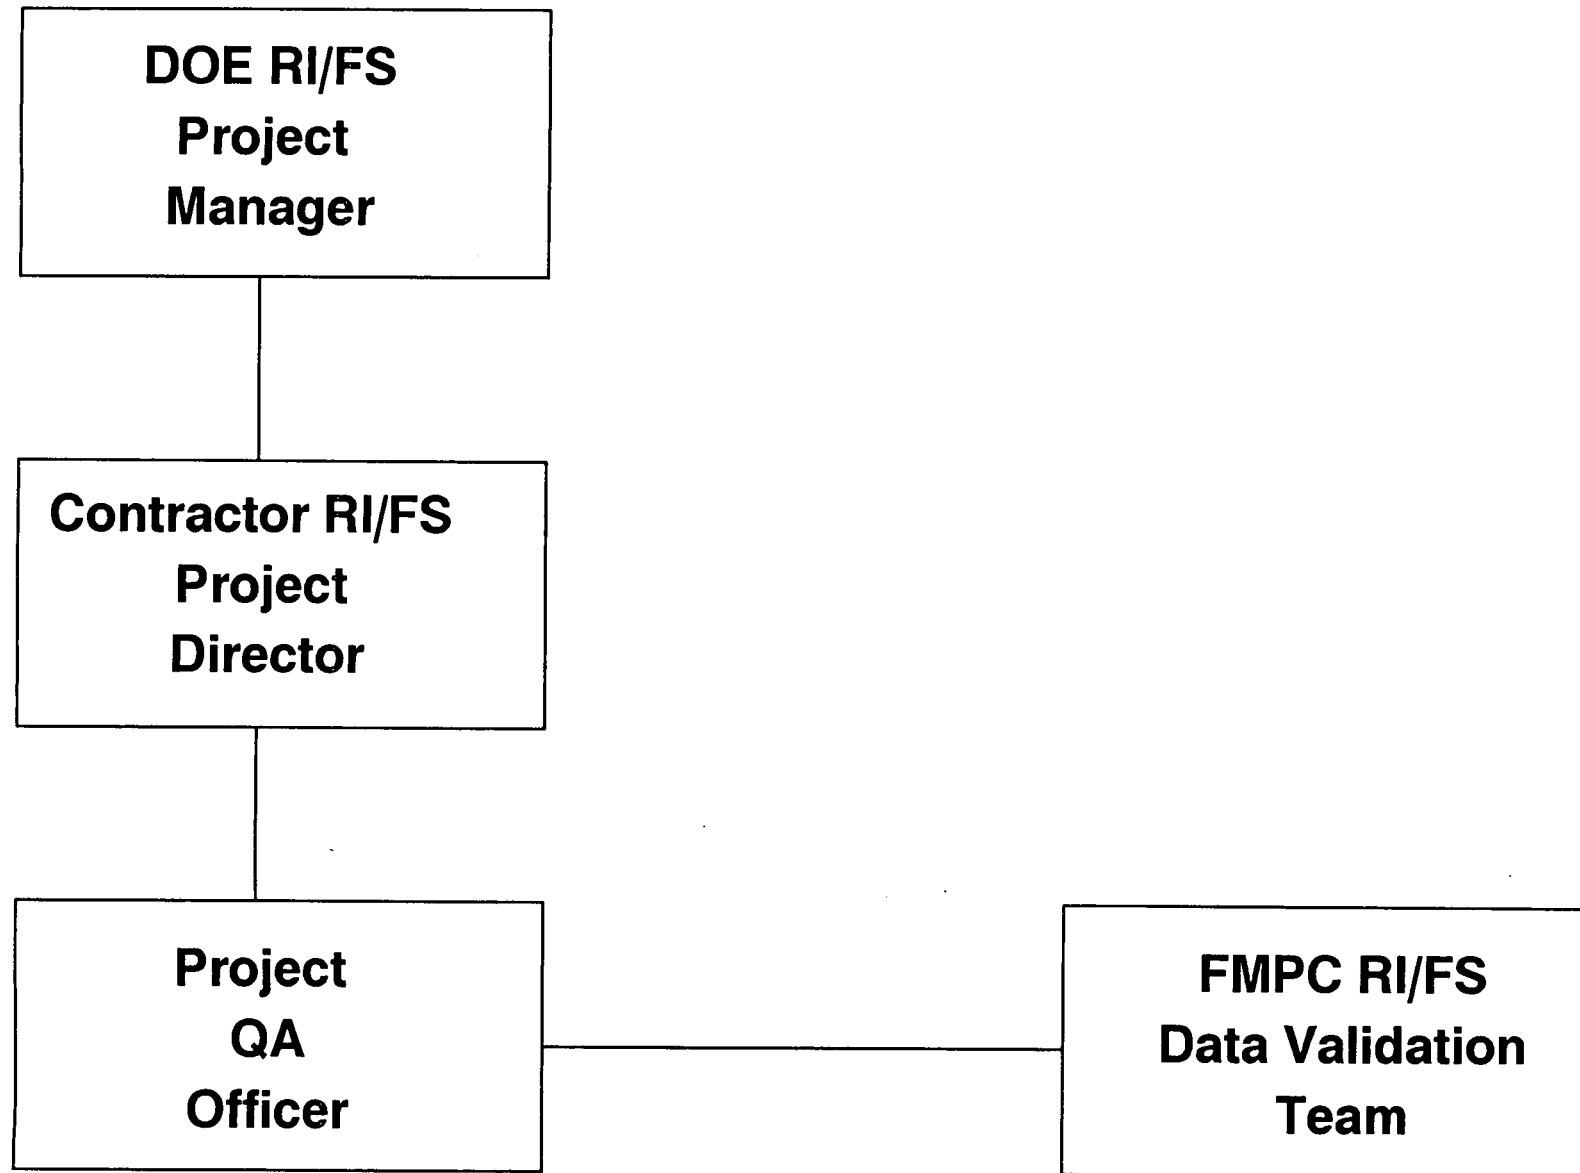 DOE RI/FS
Project
Manager
Contractor RI/FS
Project
Director
Project
QA
Officer
FMPC RI/FS
Data Validation
Team